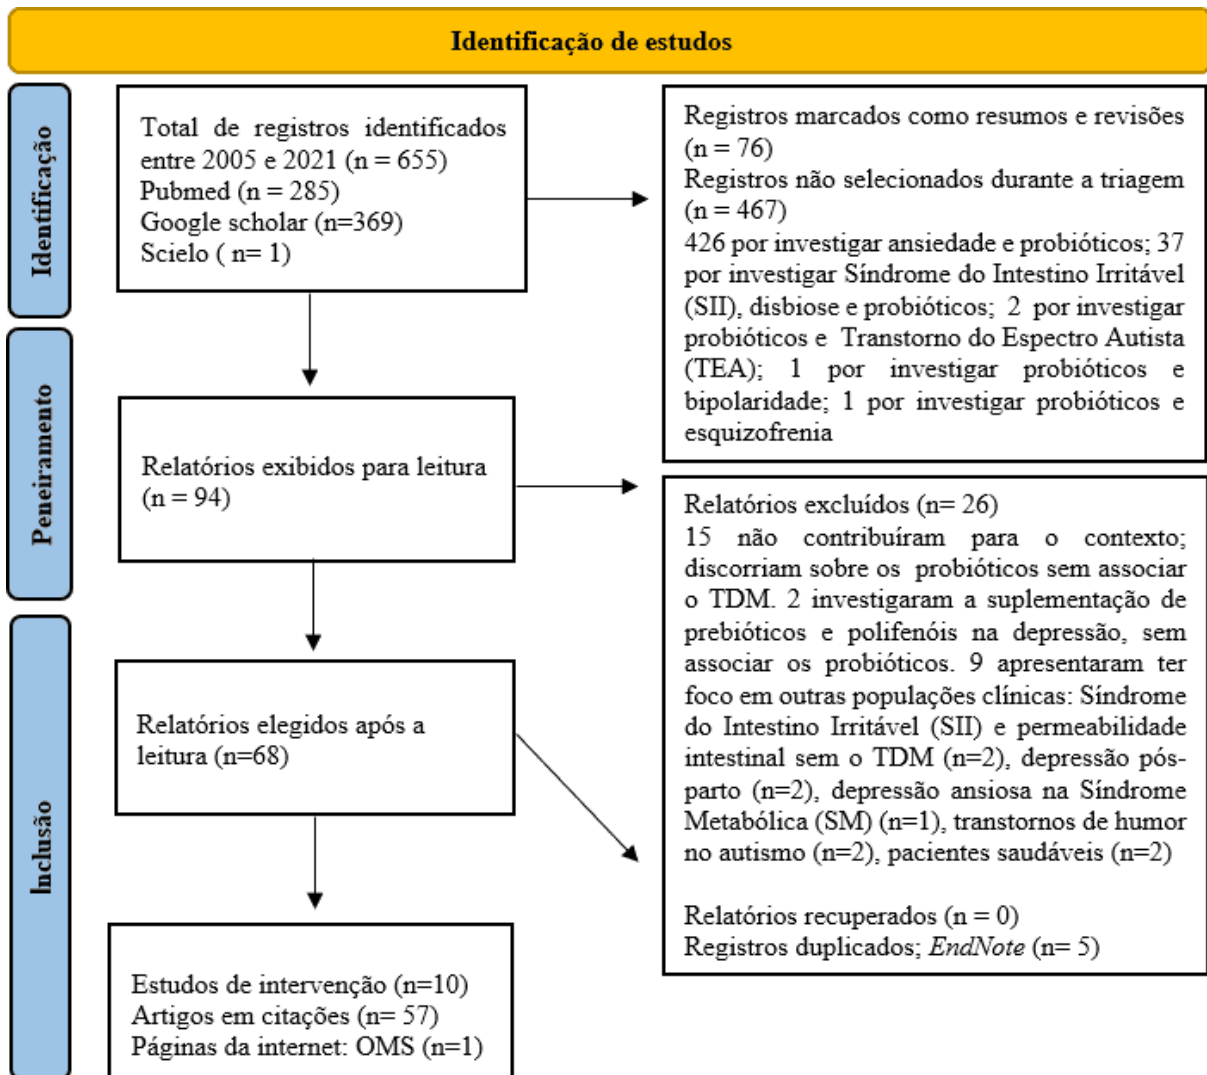 Identificação de estudos
Identificação
Total de registros identificados
entre 2005 e 2021 (n = 655)
Pubmed (n = 285)
Google scholar (n=369)
Scielo ( n= 1)
Registros marcados como resumos e revisões
(n = 76)
Registros não selecionados durante a triagem
(n = 467)
426 por investigar ansiedade e probióticos; 37
por investigar Síndrome do Intestino Irritável
(SII), disbiose e probióticos; 2 por investigar
probióticos e Transtorno do Espectro Autista
(TEA); 1 por investigar probióticos e
bipolaridade; 1 por investigar probióticos e
esquizofrenia
Peneiramento
Relatórios exibidos para leitura
(n = 94)
Relatórios excluídos (n= 26)
15 não contribuíram para o contexto;
discorriam sobre os probióticos sem associar
o TDM. 2 investigaram a suplementação de
prebióticos e polifenóis na depressão, sem
associar os probióticos. 9 apresentaram ter
foco em outras populações clínicas: Síndrome
do Intestino Irritável (SII) e permeabilidade
intestinal sem o TDM (n=2), depressão pós-
parto (n=2), depressão ansiosa na Síndrome
Metabólica (SM) (n=1), transtornos de humor
no autismo (n=2), pacientes saudáveis (n=2)
Relatórios recuperados (n = 0)
Registros duplicados; EndNote (n= 5)
Inclusão
Relatórios elegidos após a
leitura (n=68)
Estudos de intervenção (n=10)
Artigos em citações (n= 57)
Páginas da internet: OMS (n=1)